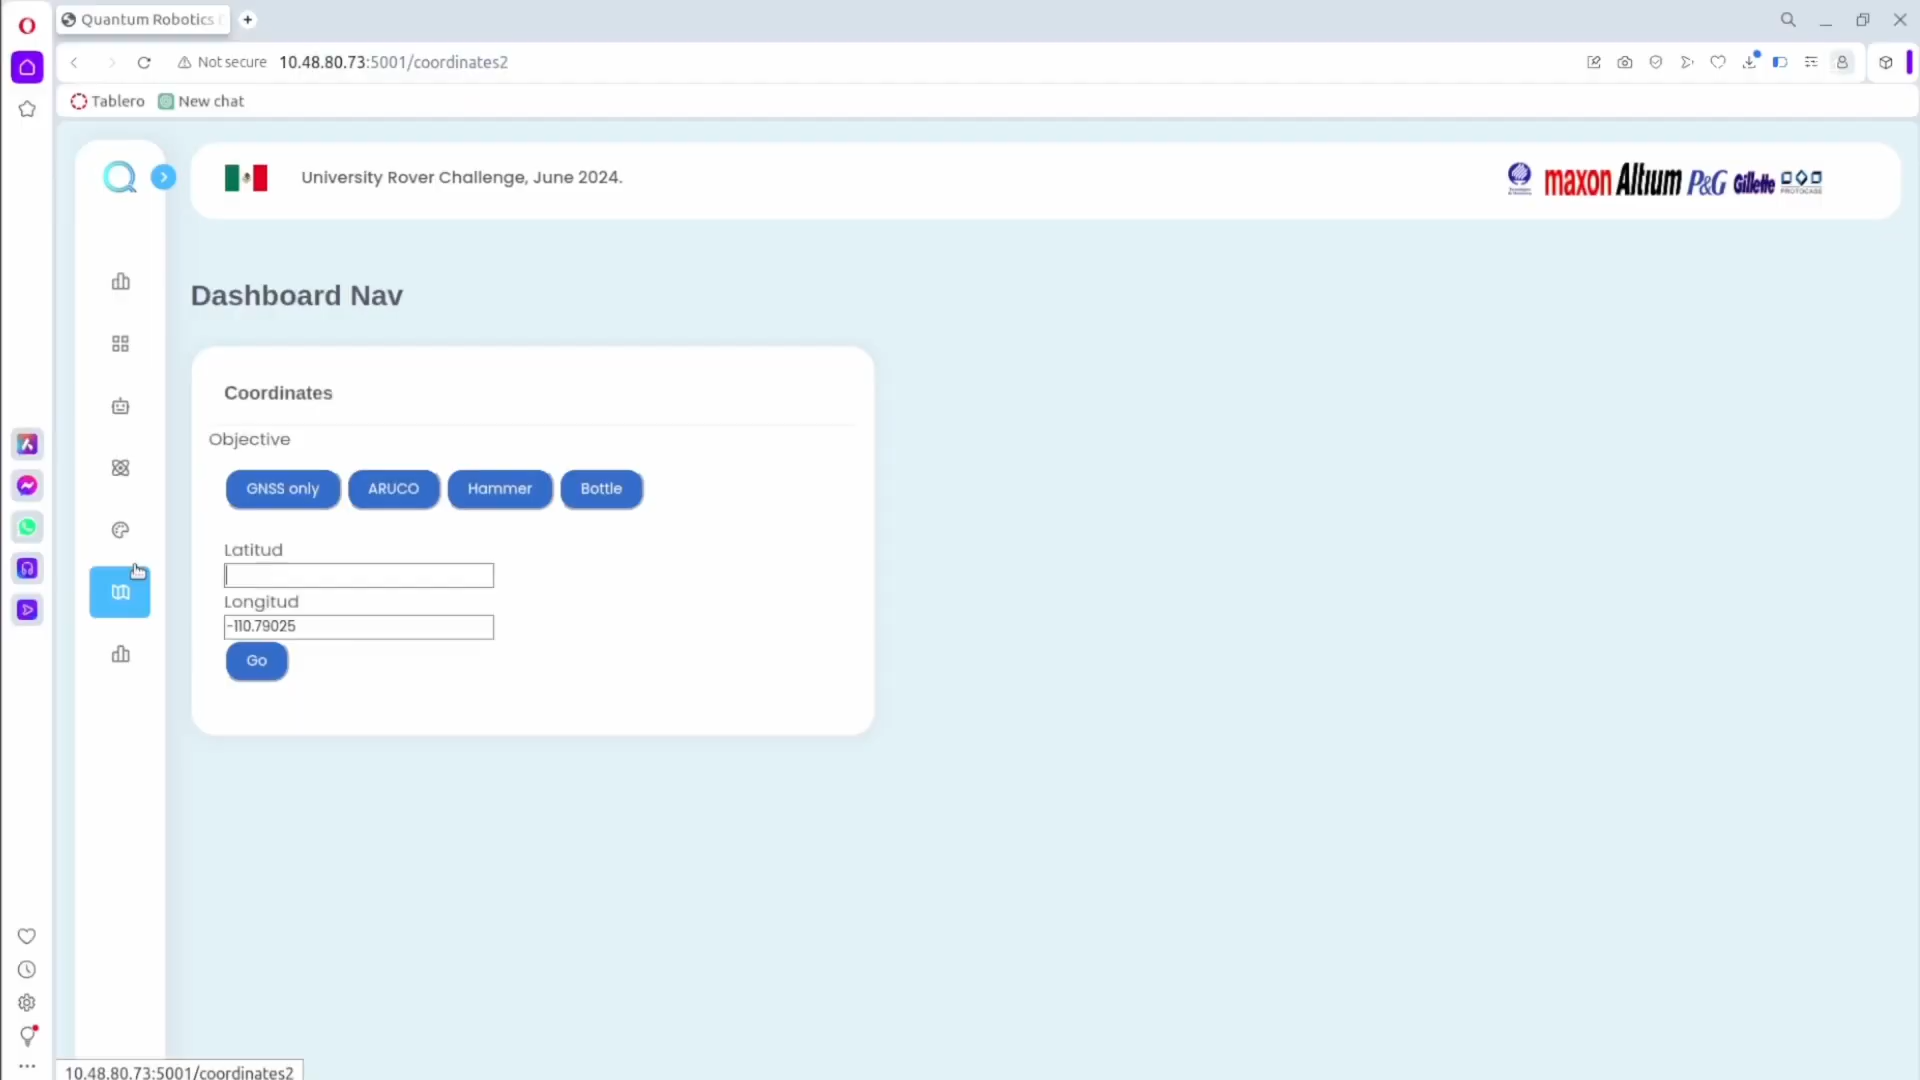 Quantum Robotics
Not secure 10.48.80.73:5001/coordinates2
Tablero New chat
University Rover Challenge, June 2024.
maxon Altium P&G Gillette PROTOCASE
Dashboard Nav
Coordinates
Objective
GNSS only ARUCO Hammer Bottle
Latitud
Longitud
-110.79025
Go
10.48.80.73:5001/coordinates2